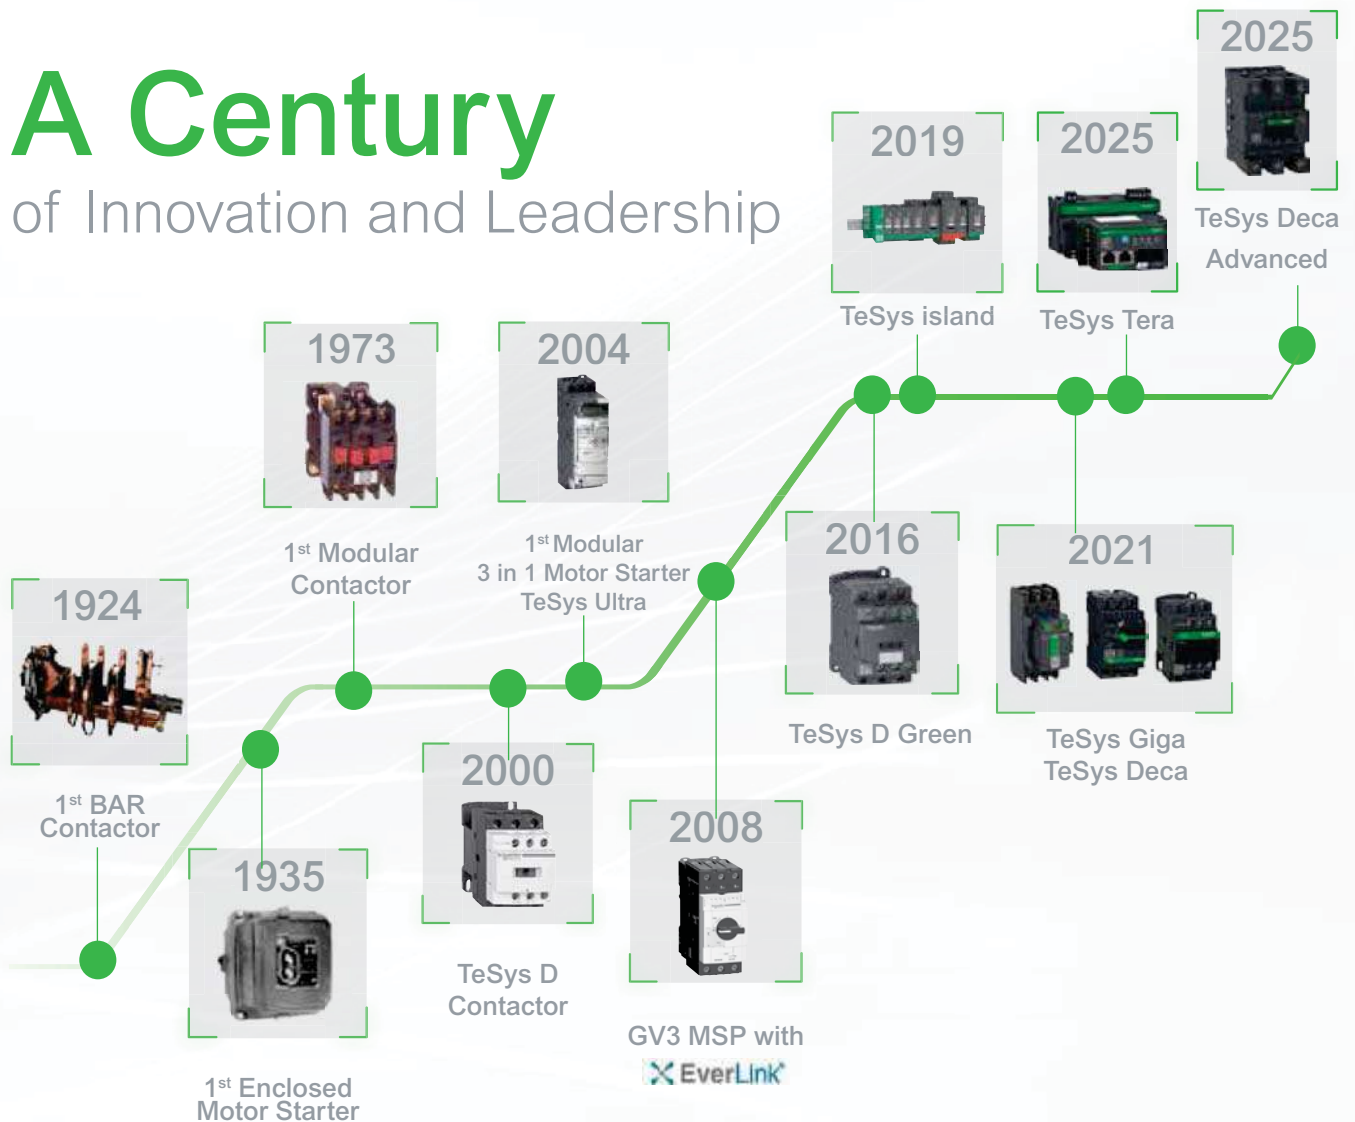 A Century
of Innovation and Leadership
1924
1st BAR
Contactor
1935
1st Enclosed
Motor Starter
1973
1st Modular
Contactor
2000
TeSys D
Contactor
2004
1st Modular
3 in 1 Motor Starter
TeSys Ultra
2008
GV3 MSP with
EverLink
2016
TeSys D Green
2019
TeSys island
2021
TeSys Giga
TeSys Deca
2025
TeSys Tera
2025
TeSys Deca
Advanced